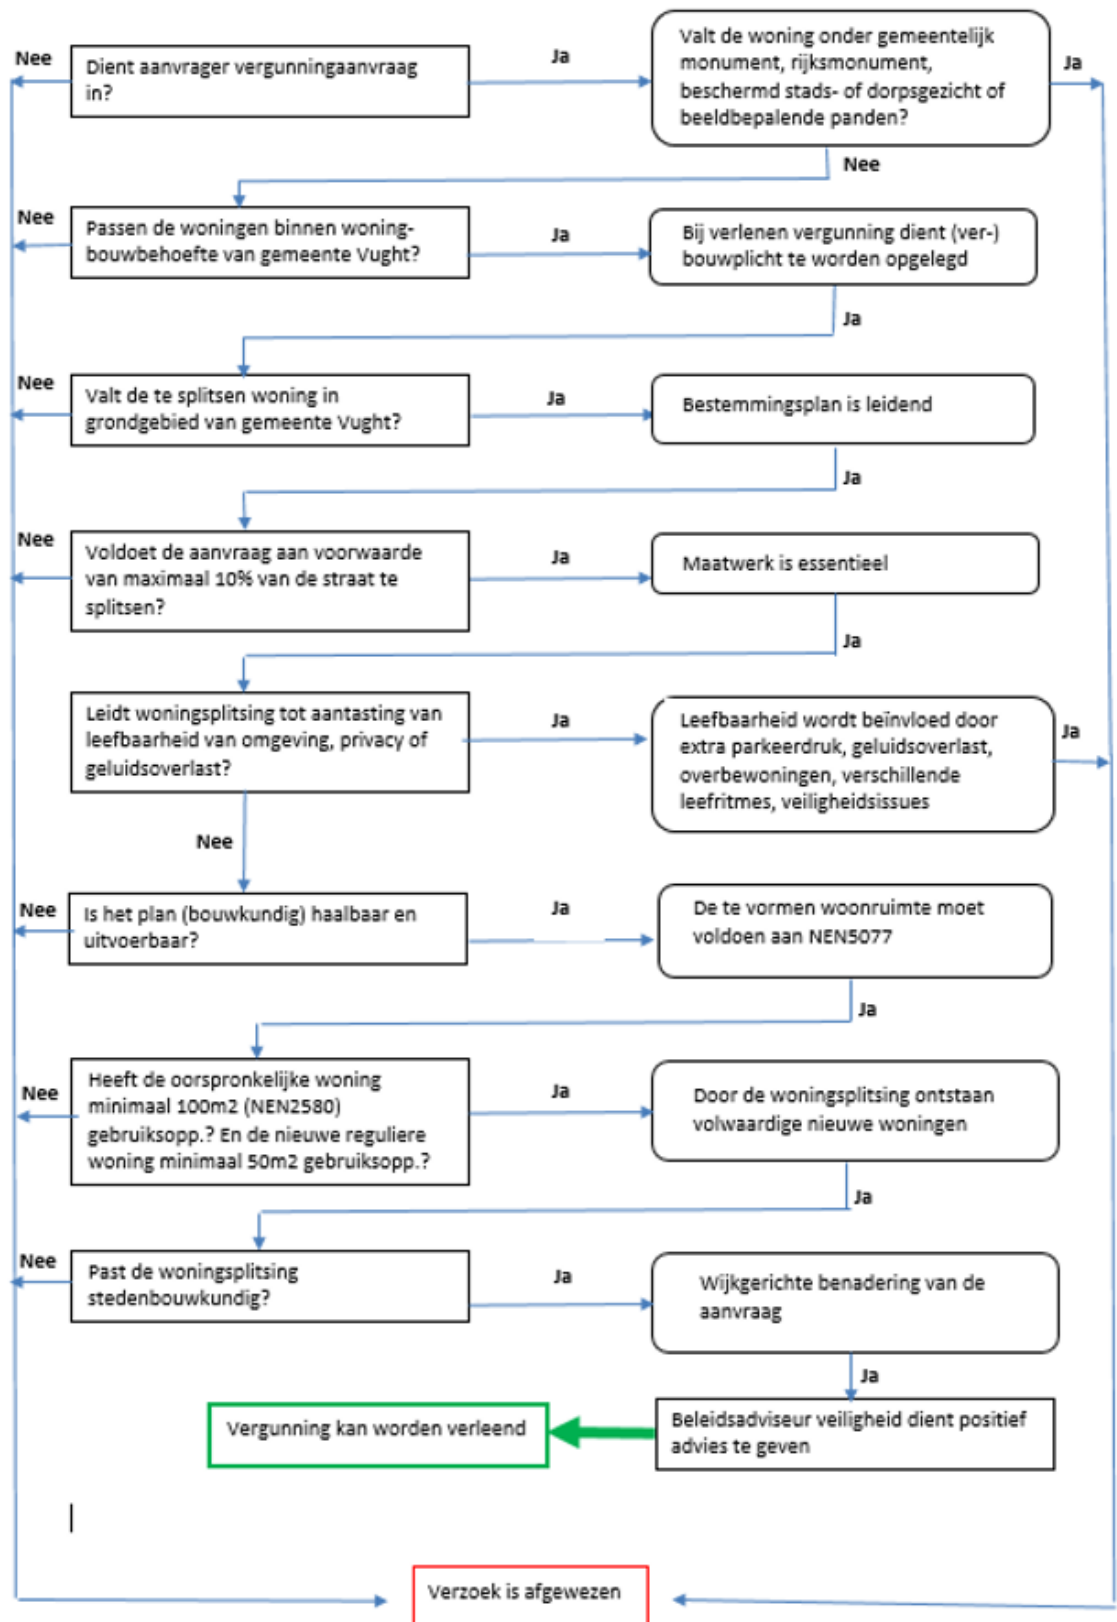 Nee
Dient aanvrager vergunningaanvraag
in?
Ja
Valt de woning onder gemeentelijk
monument, rijksmonument,
beschermd stads- of dorpsgezicht of
beeldbepalende panden?
Ja
Nee
Nee
Passen de woningen binnen woning-
bouwbehoefte van gemeente Vught?
Ja
Bij verlenen vergunning dient (ver-)
bouwplicht te worden opgelegd
Ja
Nee
Valt de te splitsen woning in
grondgebied van gemeente Vught?
Ja
Bestemmingsplan is leidend
Ja
Nee
Voldoet de aanvraag aan voorwaarde
van maximaal 10% van de straat te
splitsen?
Ja
Maatwerk is essentieel
Ja
Leidt woningsplitsing tot aantasting van
leefbaarheid van omgeving, privacy of
geluidsoverlast?
Ja
Leefbaarheid wordt beïnvloed door
extra parkeerdruk, geluidsoverlast,
overbewoningen, verschillende
leefritmes, veiligheidsissues
Ja
Nee
Nee
Is het plan (bouwkundig) haalbaar en
uitvoerbaar?
Ja
De te vormen woonruimte moet
voldoen aan NEN5077
Ja
Nee
Heeft de oorspronkelijke woning
minimaal 100m2 (NEN2580)
gebruiksopp.? En de nieuwe reguliere
woning minimaal 50m2 gebruiksopp.?
Ja
Door de woningsplitsing ontstaan
volwaardige nieuwe woningen
Ja
Nee
Past de woningsplitsing
stedenbouwkundig?
Ja
Wijkgerichte benadering van de
aanvraag
Ja
Beleidsadviseur veiligheid dient positief
advies te geven
Vergunning kan worden verleend
Verzoek is afgewezen